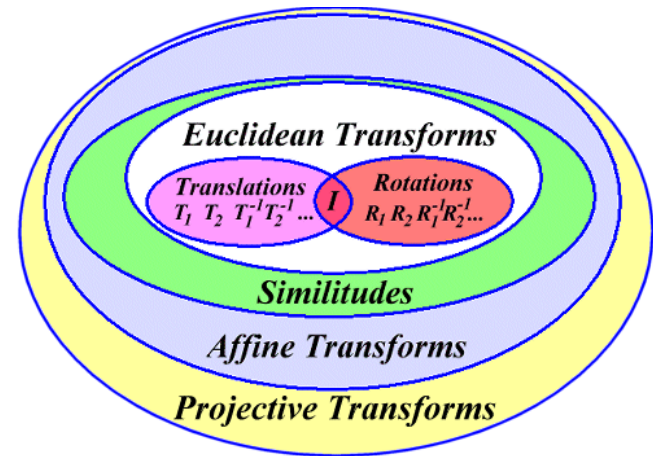 Euclidean Transforms
Translations
T₁ T₂ T₁⁻¹T₂⁻¹...
I
Rotations
R₁ R₂ R₁⁻¹R₂⁻¹...
Similitudes
Affine Transforms
Projective Transforms